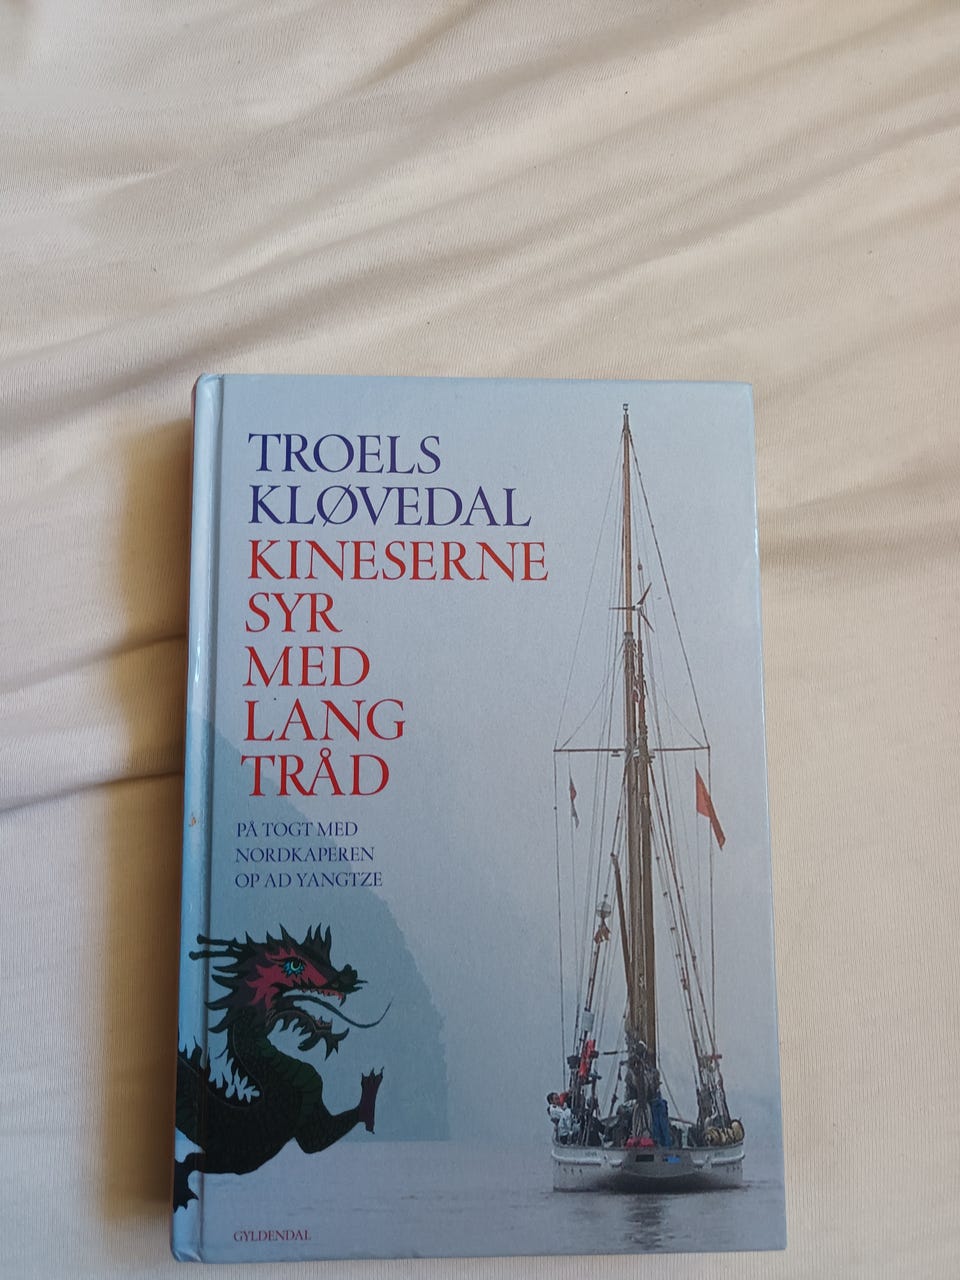 TROELS
KLØVEDAL
KINESERNE
SYR
MED
LANG
TRÅD
PÅ TOGT MED
NORDKAPEREN
OP AD YANGTZE
GYLDENDAL